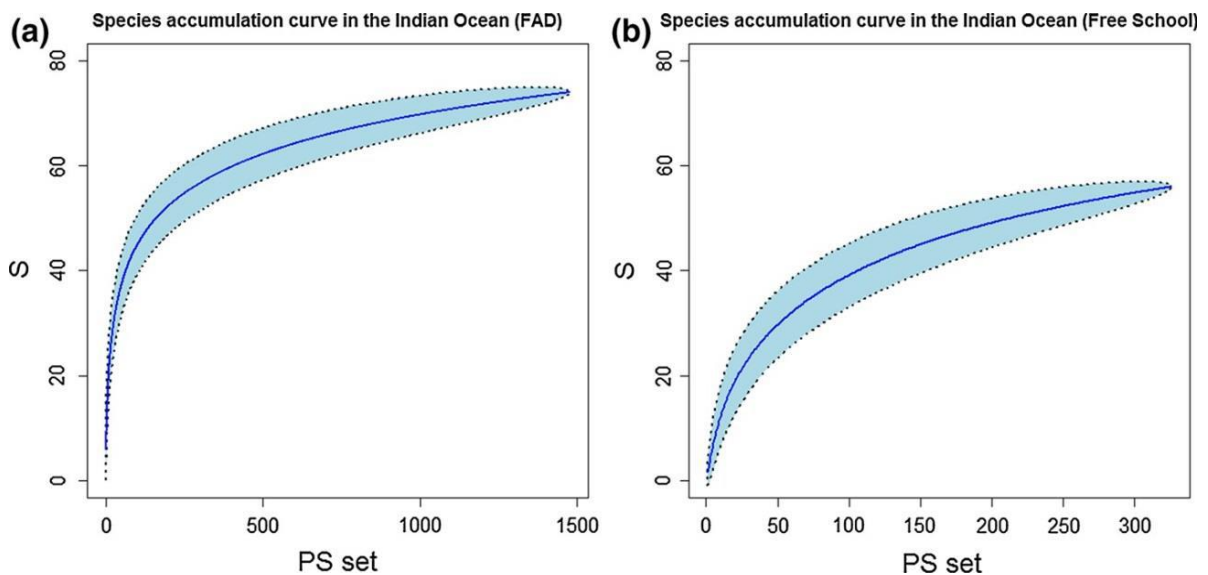 (a) Species accumulation curve in the Indian Ocean (FAD)
80
60
40
20
0
S
0 500 1000 1500
PS set
(b) Species accumulation curve in the Indian Ocean (Free School)
80
60
40
20
0
S
0 50 100 150 200 250 300
PS set